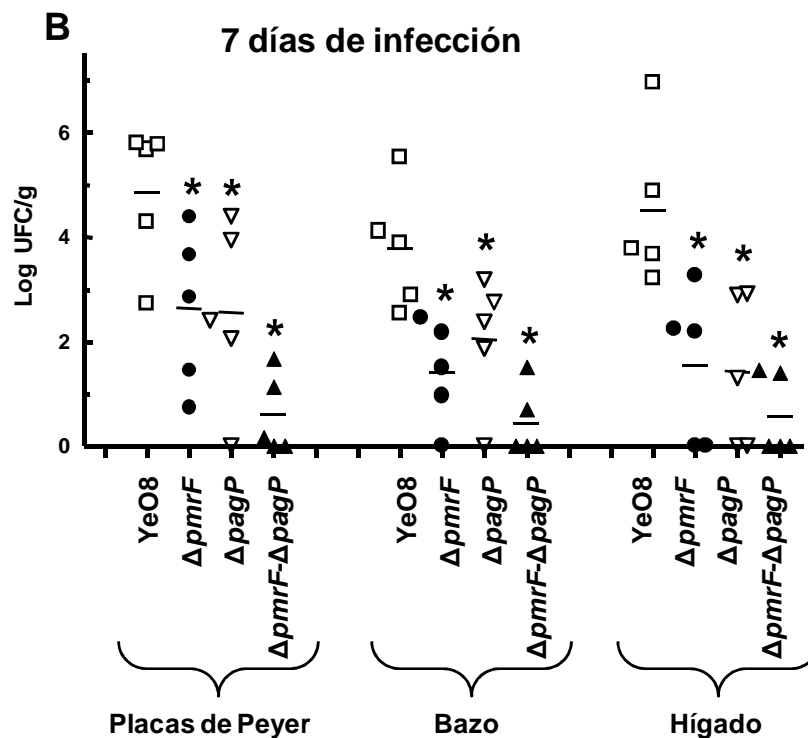 B
7 días de infección
Log UFC/g
6
4
2
0
* * * * * * * * *
YeO8 ΔpmrF ΔpagP ΔpmrF-ΔpagP YeO8 ΔpmrF ΔpagP ΔpmrF-ΔpagP YeO8 ΔpmrF ΔpagP ΔpmrF-ΔpagP
Placas de Peyer Bazo Hígado